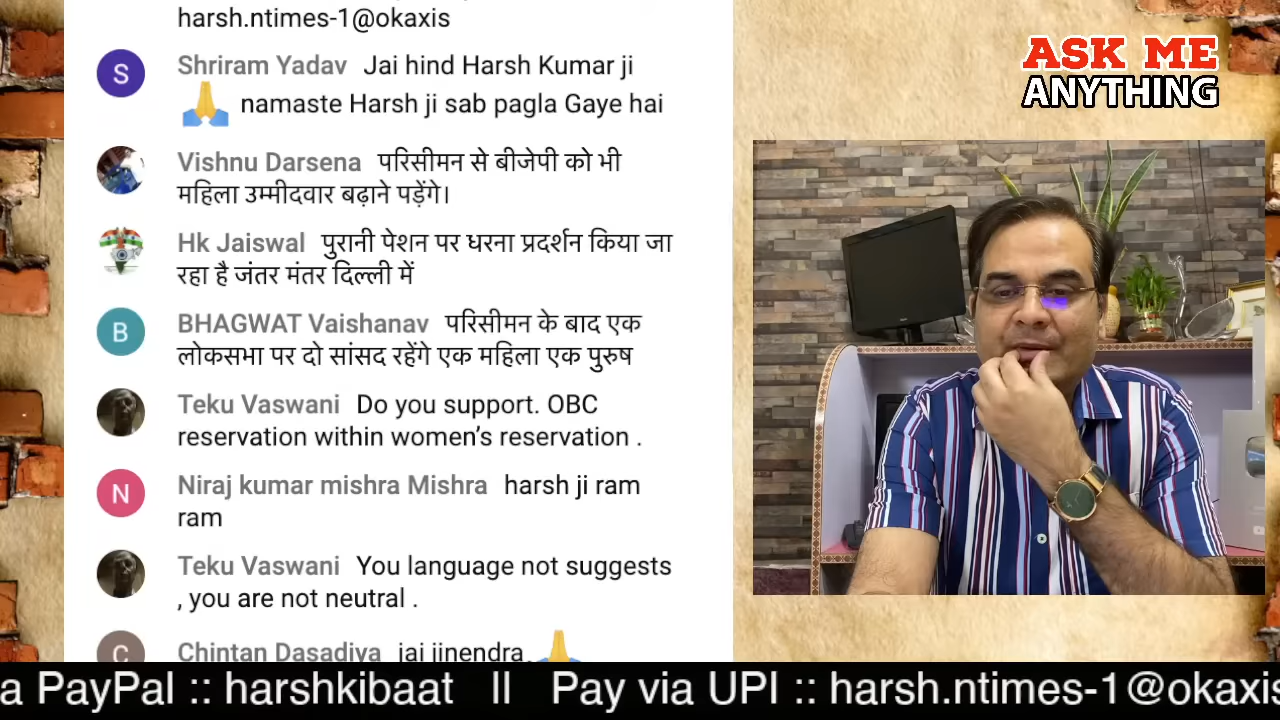 harsh.ntimes-1@okaxis
S Shriram Yadav Jai hind Harsh Kumar ji
namaste Harsh ji sab pagla Gaye hai
Vishnu Darsena परिसीमन से बीजेपी को भी
महिला उम्मीदवार बढ़ाने पड़ेंगे।
Hk Jaiswal पुरानी पेशन पर धरना प्रदर्शन किया जा
रहा है जंतर मंतर दिल्ली में
B BHAGWAT Vaishanav परिसीमन के बाद एक
लोकसभा पर दो सांसद रहेंगे एक महिला एक पुरुष
Teku Vaswani Do you support. OBC
reservation within women’s reservation .
N Niraj kumar mishra Mishra harsh ji ram
ram
Teku Vaswani You language not suggests
, you are not neutral .
C Chintan Dasadiya jai jinendra
ASK ME
ANYTHING
a PayPal :: harshkibaat ll Pay via UPI :: harsh.ntimes-1@okaxis